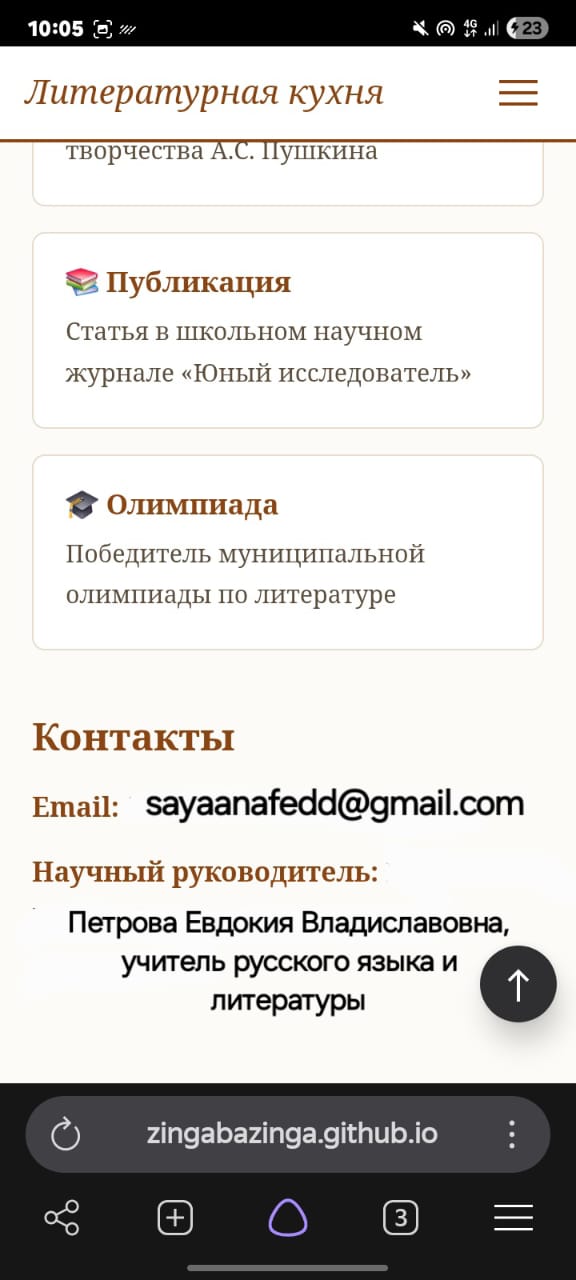 10:05
4G
23
Литературная кухня
творчества А.С. Пушкина
Публикация
Статья в школьном научном
журнале «Юный исследователь»
Олимпиада
Победитель муниципальной
олимпиады по литературе
Контакты
Email: sayaanafedd@gmail.com
Научный руководитель:
Петрова Евдокия Владиславовна,
учитель русского языка и
литературы
zingabazinga.github.io
3